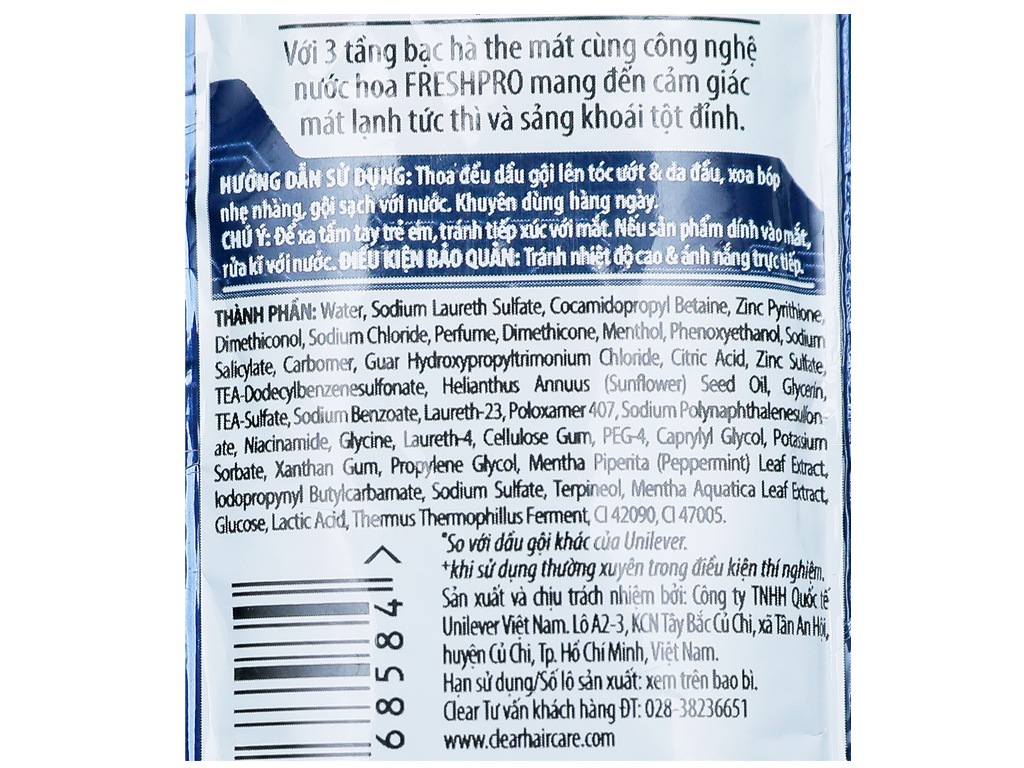 Với 3 tầng bạc hà the mát cùng công nghệ
nước hoa FRESHPRO mang đến cảm giác
mát lạnh tức thì và sảng khoái tột đỉnh.
HƯỚNG DẪN SỬ DỤNG: Thoa đều dầu gội lên tóc ướt & da đầu, xoa bóp
nhẹ nhàng, gội sạch với nước. Khuyên dùng hàng ngày.
CHÚ Ý: Để xa tầm tay trẻ em, tránh tiếp xúc với mắt. Nếu sản phẩm dính vào mắt,
rửa kĩ với nước. ĐIỀU KIỆN BẢO QUẢN: Tránh nhiệt độ cao & ánh nắng trực tiếp.
THÀNH PHẦN: Water, Sodium Laureth Sulfate, Cocamidopropyl Betaine, Zinc Pyrithione,
Dimethiconol, Sodium Chloride, Perfume, Dimethicone, Menthol, Phenoxyethanol, Sodium
Salicylate, Carbomer, Guar Hydroxypropyltrimonium Chloride, Citric Acid, Zinc Sulfate,
TEA-Dodecylbenzenesulfonate, Helianthus Annuus (Sunflower) Seed Oil, Glycerin,
TEA-Sulfate, Sodium Benzoate, Laureth-23, Poloxamer 407, Sodium Polynaphthalenesulfon-
ate, Niacinamide, Glycine, Laureth-4, Cellulose Gum, PEG-4, Caprylyl Glycol, Potassium
Sorbate, Xanthan Gum, Propylene Glycol, Mentha Piperita (Peppermint) Leaf Extract,
Iodopropynyl Butylcarbamate, Sodium Sulfate, Terpineol, Mentha Aquatica Leaf Extract,
Glucose, Lactic Acid, Thermus Thermophillus Ferment, CI 42090, CI 47005.
*So với dầu gội khác của Unilever.
+khi sử dụng thường xuyên trong điều kiện thí nghiệm.
Sản xuất và chịu trách nhiệm bởi: Công ty TNHH Quốc tế
Unilever Việt Nam. Lô A2-3, KCN Tây Bắc Củ Chi, xã Tân An Hội,
huyện Củ Chi, Tp. Hồ Chí Minh, Việt Nam.
Hạn sử dụng/Số lô sản xuất: xem trên bao bì.
Clear Tư vấn khách hàng ĐT: 028-38236651
www.clearhaircare.com
68584 >